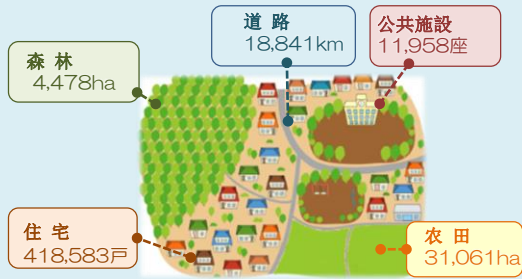 道 路
18,841km
公共施設
11,958座
森 林
4,478ha
住 宅
418,583戸
农 田
31,061ha